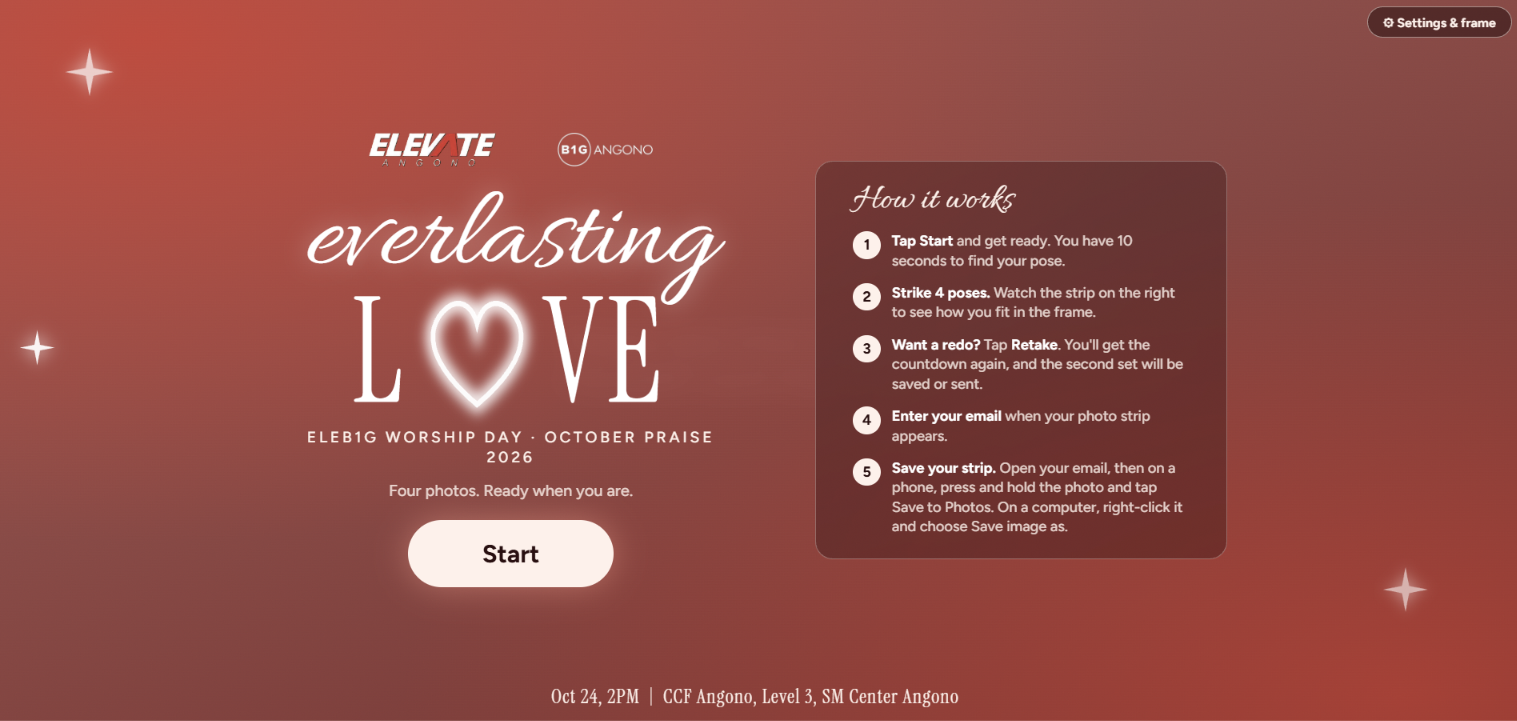 ⚙ Settings & frame
ELEVATE
ANGONO
B1G ANGONO
everlasting
LOVE
ELEB1G WORSHIP DAY · OCTOBER PRAISE
2026
Four photos. Ready when you are.
Start
How it works
1 Tap Start and get ready. You have 10
seconds to find your pose.
2 Strike 4 poses. Watch the strip on the right
to see how you fit in the frame.
3 Want a redo? Tap Retake. You'll get the
countdown again, and the second set will be
saved or sent.
4 Enter your email when your photo strip
appears.
5 Save your strip. Open your email, then on a
phone, press and hold the photo and tap
Save to Photos. On a computer, right-click it
and choose Save image as.
Oct 24, 2PM | CCF Angono, Level 3, SM Center Angono